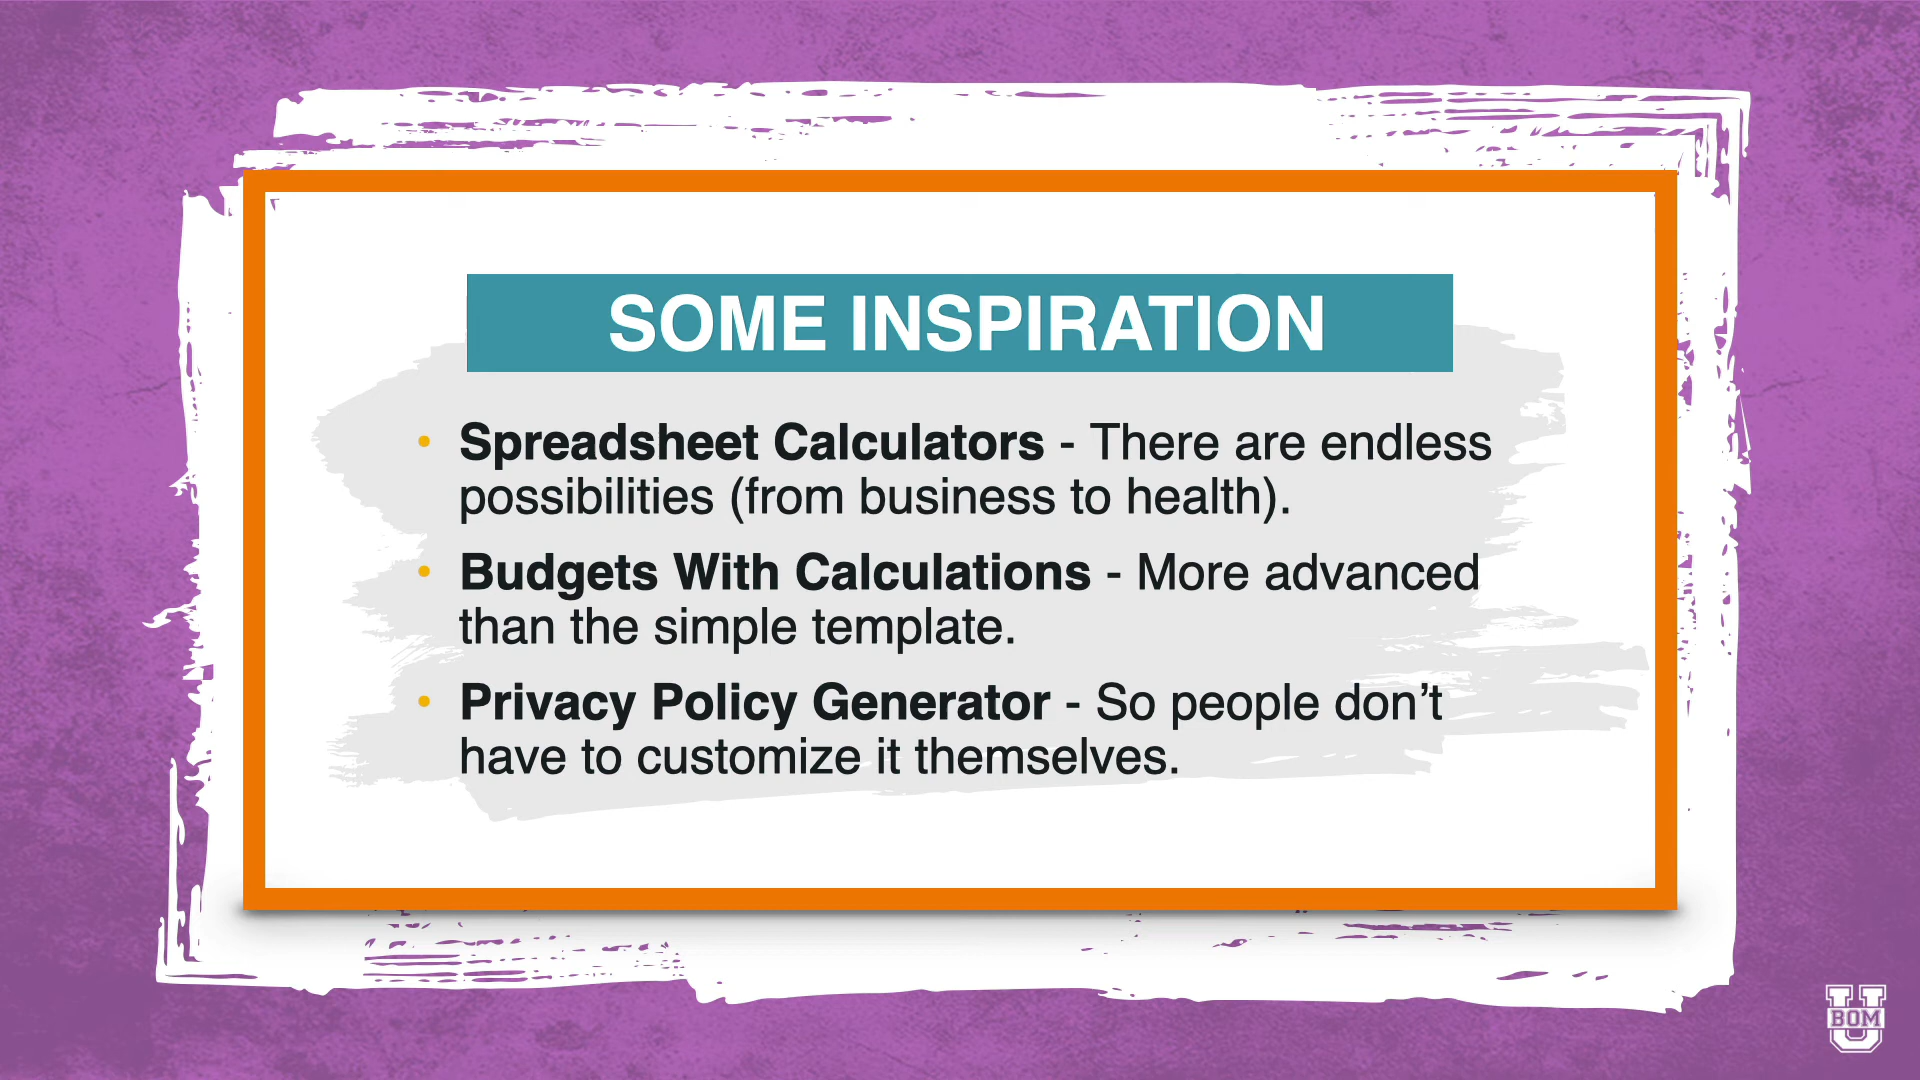 SOME INSPIRATION
• Spreadsheet Calculators - There are endless
possibilities (from business to health).
• Budgets With Calculations - More advanced
than the simple template.
• Privacy Policy Generator - So people don’t
have to customize it themselves.
U
BOM